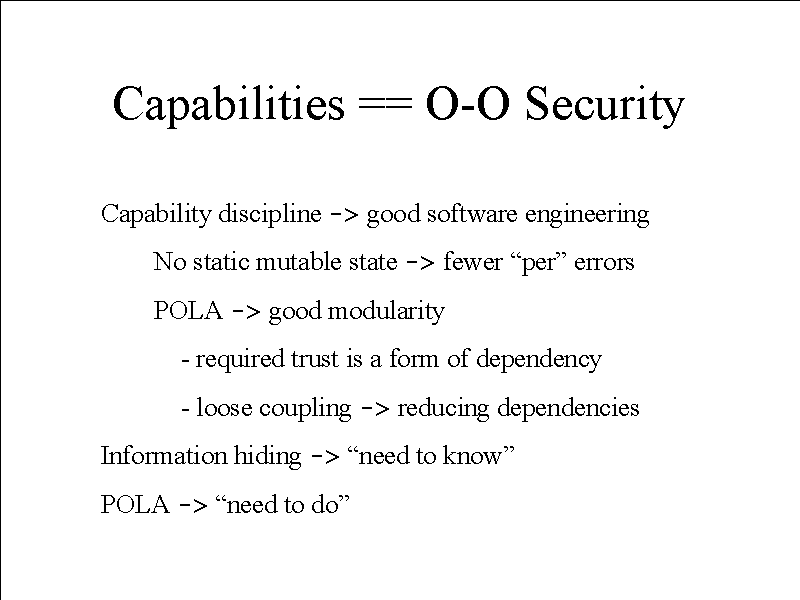 Capabilities == O-O Security
Capability discipline -> good software engineering
No static mutable state -> fewer “per” errors
POLA -> good modularity
- required trust is a form of dependency
- loose coupling -> reducing dependencies
Information hiding -> “need to know”
POLA -> “need to do”